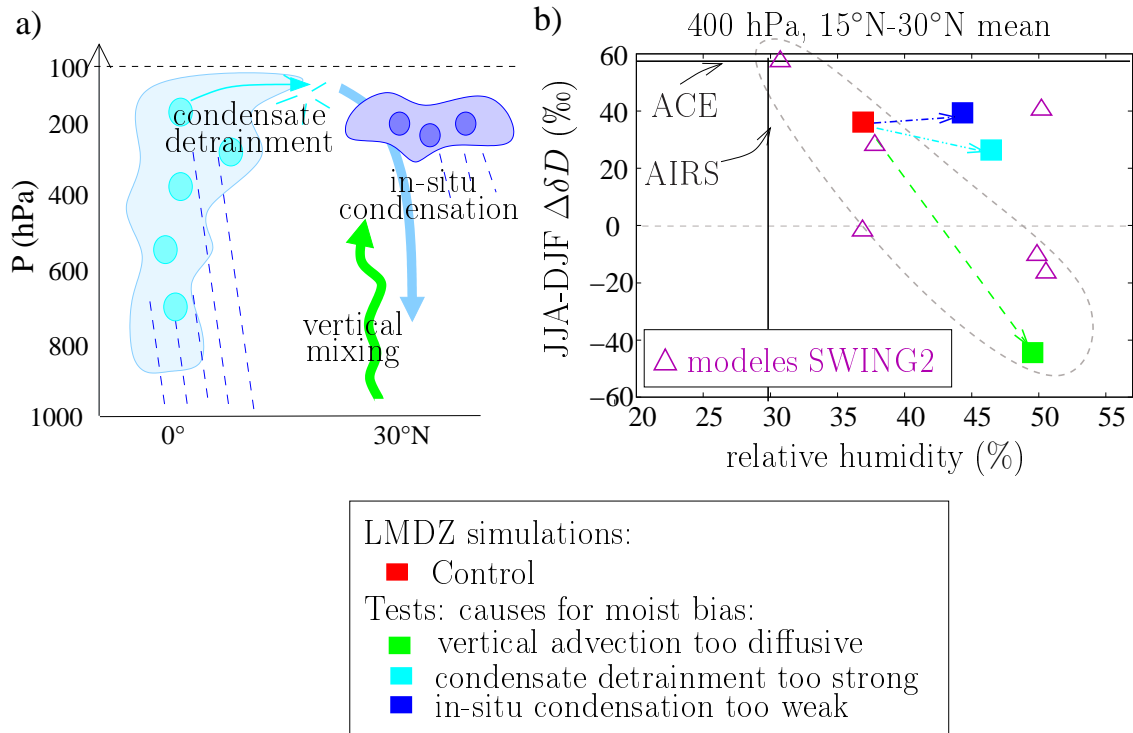 a)
100
200
400
600
800
1000
P (hPa)
0°
30°N
condensate
detrainment
in-situ
condensation
vertical
mixing
b)
400 hPa, 15°N-30°N mean
60
40
20
0
−20
−40
−60
JJA-DJF ΔδD (‰)
ACE
AIRS
modeles SWING2
20
25
30
35
40
45
50
55
relative humidity (%)
LMDZ simulations:
Control
Tests: causes for moist bias:
vertical advection too diffusive
condensate detrainment too strong
in-situ condensation too weak